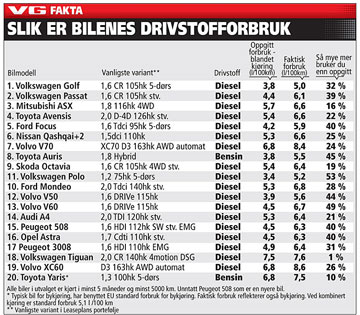 VG FAKTA
SLIK ER BILENES DRIVSTOFFORBRUK
Bilmodell Vanligste variant** Drivstoff Oppgitt forbruk - blandet kjøring (l/100km) Faktisk forbruk (l/100km) Så mye mer bruker du enn oppgitt
1. Volkswagen Golf 1,6 CR 105hk 5-dørs Diesel 3,8 5,0 32 %
2. Volkswagen Passat 1,6 CR 105hk stv. Diesel 4,4 6,1 39 %
3. Mitsubishi ASX 1,8 116hk 4WD Diesel 5,7 6,6 16 %
4. Toyota Avensis 2,0 D-4D 126hk stv. Diesel 5,4 6,6 22 %
5. Ford Focus 1,6 Tdci 95hk 5-dørs Diesel 4,2 5,9 40 %
6. Nissan Qashqai+2 1,5 dci 110hk Diesel 5,3 6,6 25 %
7. Volvo V70 XC70 D3 163hk AWD automat Diesel 6,8 8,4 24 %
8. Toyota Auris 1,8 Hybrid Bensin 3,8 5,5 45 %
9. Skoda Octavia 1,6 CR 105hk 4WD stv. Diesel 5,4 6,4 19 %
11. Volkswagen Polo 1,2 75hk 5-dørs Diesel 3,4 5,2 53 %
10. Ford Mondeo 2,0 Tdci 140hk stv. Diesel 5,3 6,8 28 %
12. Volvo V50 1,6 DRIVe 115hk Diesel 3,9 5,6 44 %
13. Volvo V60 1,6 DRIVe 115hk Diesel 4,5 6,7 49 %
14. Audi A4 2,0 TDI 120hk stv. Diesel 5,3 6,4 21 %
15. Peugeot 508 1,6 HDI 112hk SW stv. EMG Diesel 4,5 6,3 40 %
16. Opel Astra 1,7 Cdti 110hk stv. Diesel 4,5 6,3 40 %
17 Peugeot 3008 1,6 HDI 110hk EMG Diesel 4,9 6,4 31 %
18. Volkswagen Tiguan 2,0 CR 140hk 4motion DSG Diesel 7,5 7,6 1 %
19. Volvo XC60 D3 163hk AWD automat Diesel 6,8 8,6 26 %
20. Toyota Yaris* 1,3 100hk 5-dørs Bensin 6,8 7,5 10 %
Alle biler i utvalget er kjørt i minst 5 måneder og minst 5000 km. Unntatt Peugeot 508 som er en nyere bil.
* Typisk bil for bykjøring, har benyttet EU standard forbruk for bykjøring. Faktisk forbruk reflekterer også bykjøring. Ved kombinert
kjøring er standard forbruk 5,1 l/100 km
** Vanligste variant i Leaseplans portefølje